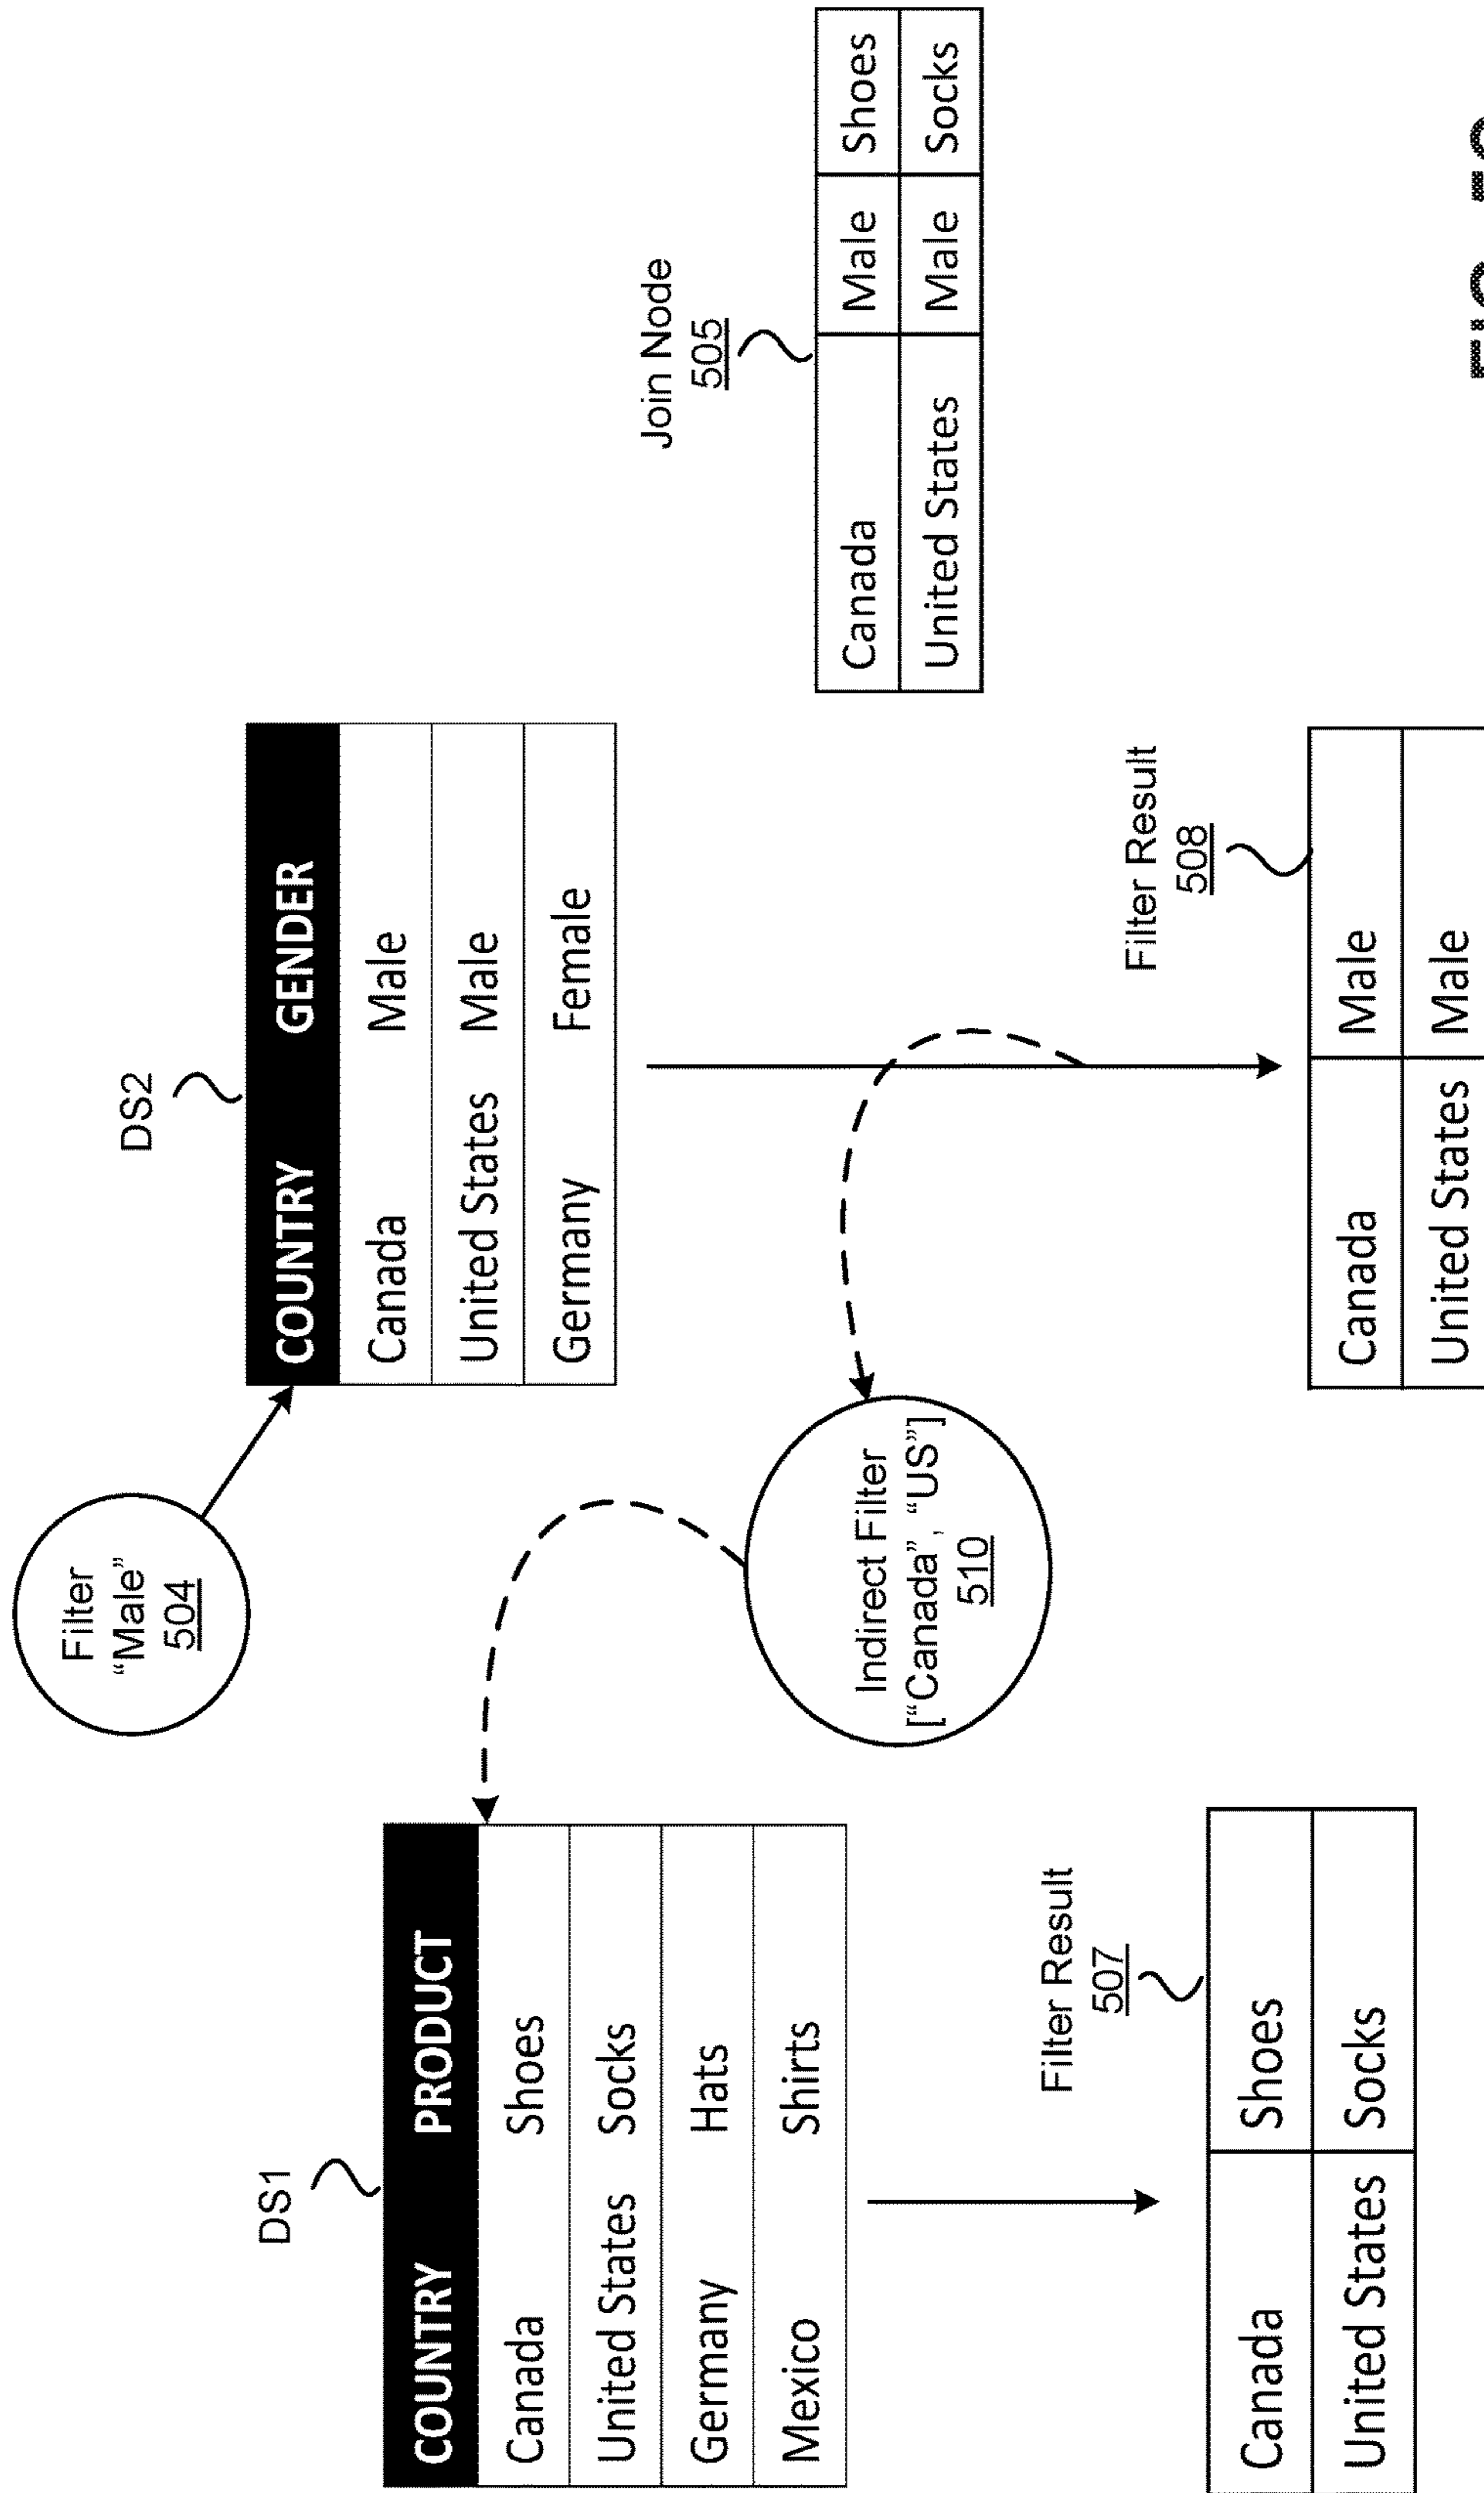 Filter
“Male”
504
DS2
COUNTRY GENDER
Canada Male
United States Male
Germany Female
DS1
COUNTRY PRODUCT
Canada Shoes
United States Socks
Germany Hats
Mexico Shirts
Indirect Filter
[“Canada”, “US”]
510
Join Node
505
Canada Male Shoes
United States Male Socks
Filter Result
507
Canada Shoes
United States Socks
Filter Result
508
Canada Male
United States Male